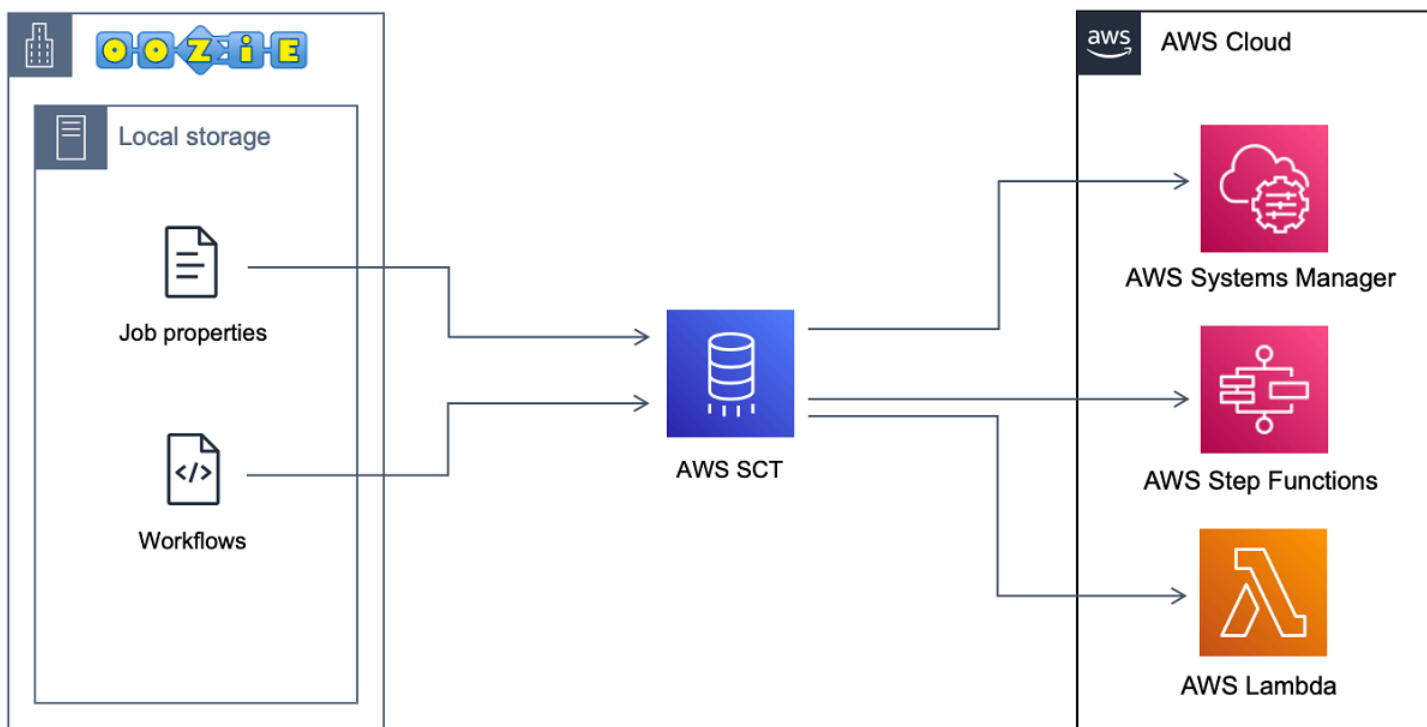 OOZiE
Local storage
Job properties
Workflows
AWS SCT
aws
AWS Cloud
AWS Systems Manager
AWS Step Functions
AWS Lambda